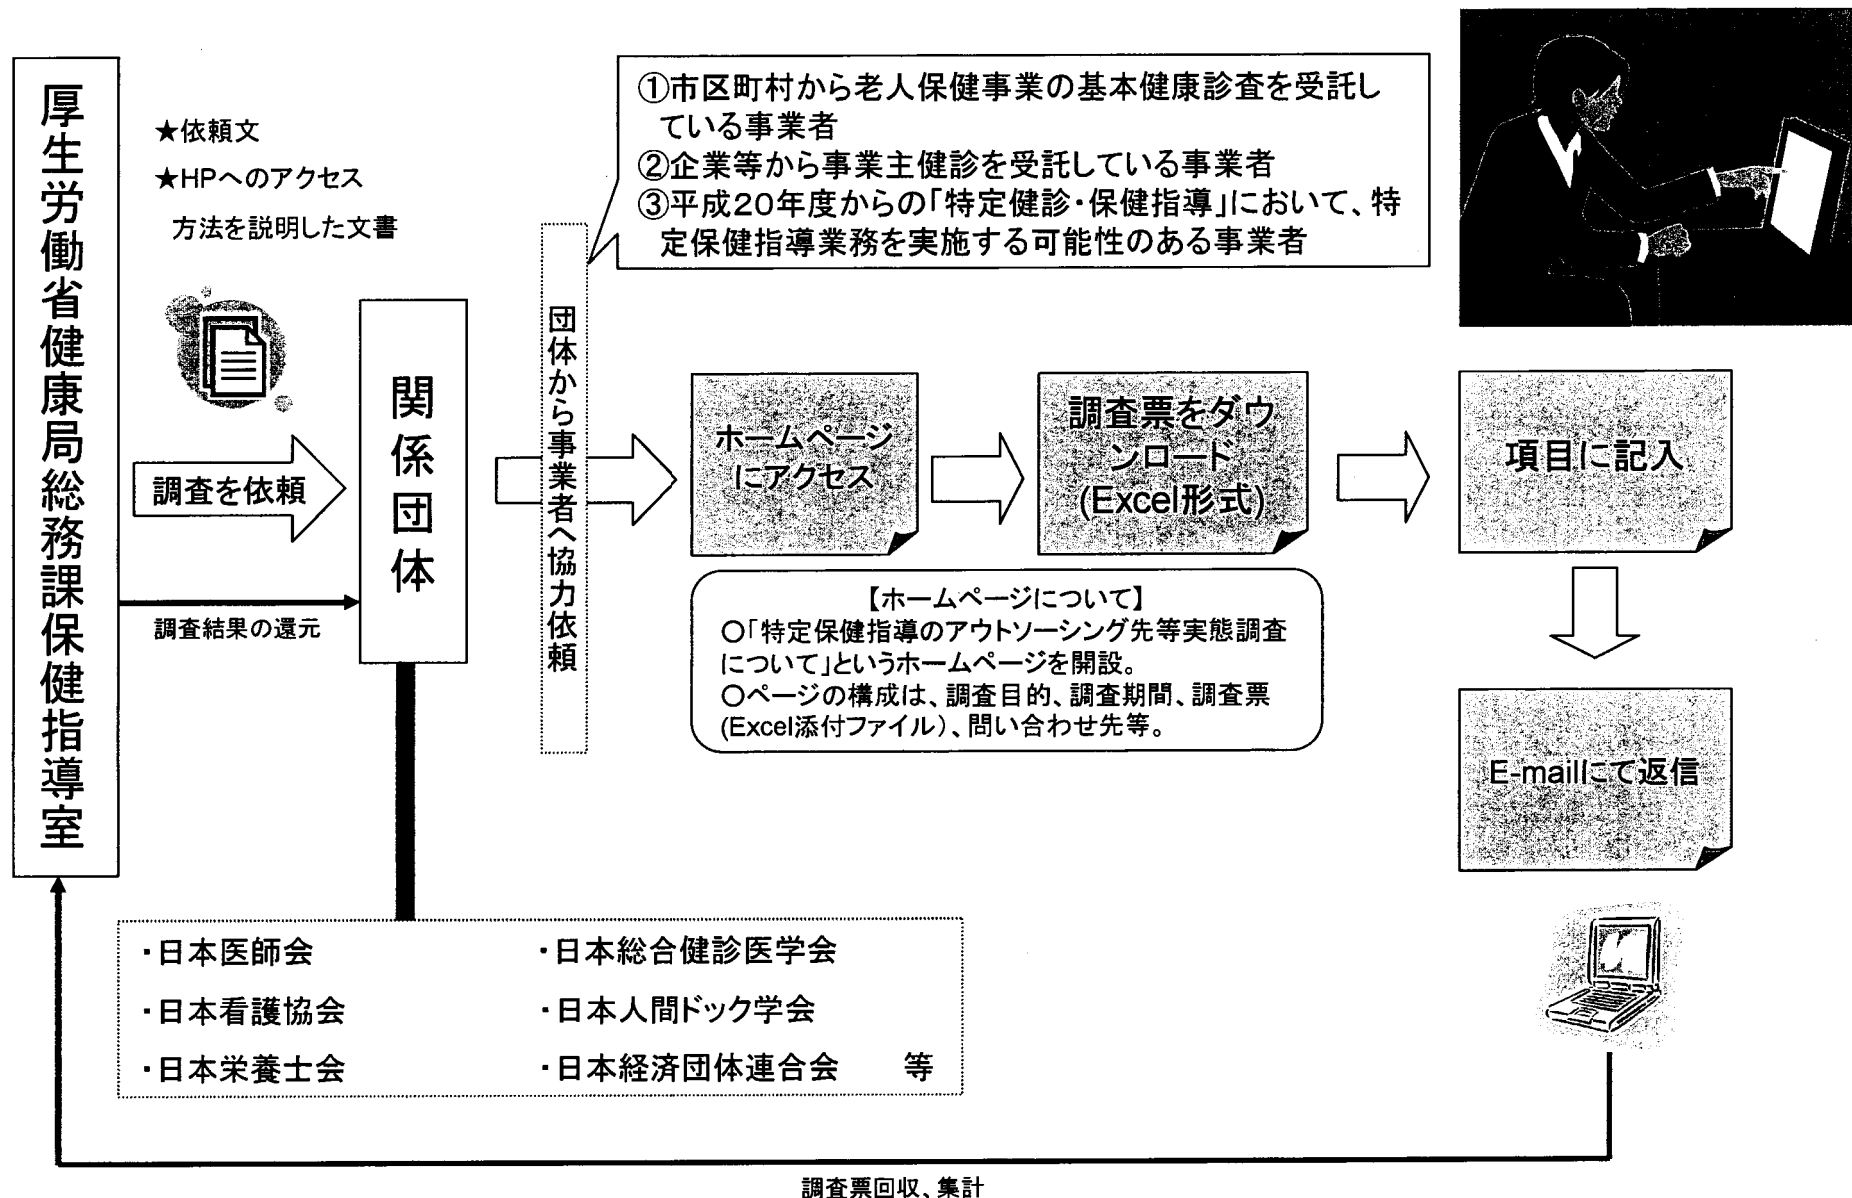 厚生労働省健康局総務課保健指導室
★依頼文
★HPへのアクセス
方法を説明した文書
調査を依頼
調査結果の還元
関係団体
団体から事業者へ協力依頼
①市区町村から老人保健事業の基本健康診査を受託し
ている事業者
②企業等から事業主健診を受託している事業者
③平成20年度からの「特定健診・保健指導」において、特
定保健指導業務を実施する可能性のある事業者
ホームページ
にアクセス
調査票をダウ
ンロード
(Excel形式)
項目に記入
【ホームページについて】
○「特定保健指導のアウトソーシング先等実態調査
について」というホームページを開設。
○ページの構成は、調査目的、調査期間、調査票
(Excel添付ファイル）、問い合わせ先等。
E-mailにて返信
・日本医師会
・日本総合健診医学会
・日本看護協会
・日本人間ドック学会
・日本栄養士会
・日本経済団体連合会 等
調査票回収、集計